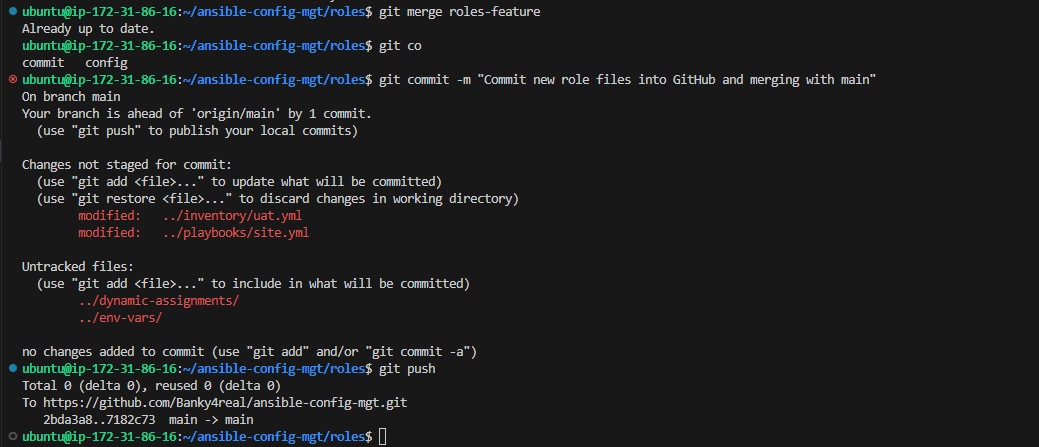 ubuntu@ip-172-31-86-16:~/ansible-config-mgt/roles$ git merge roles-feature
Already up to date.
ubuntu@ip-172-31-86-16:~/ansible-config-mgt/roles$ git co
commit   config
ubuntu@ip-172-31-86-16:~/ansible-config-mgt/roles$ git commit -m "Commit new role files into GitHub and merging with main"
On branch main
Your branch is ahead of 'origin/main' by 1 commit.
  (use "git push" to publish your local commits)

Changes not staged for commit:
  (use "git add <file>..." to update what will be committed)
  (use "git restore <file>..." to discard changes in working directory)
        modified:   ../inventory/uat.yml
        modified:   ../playbooks/site.yml

Untracked files:
  (use "git add <file>..." to include in what will be committed)
        ../dynamic-assignments/
        ../env-vars/

no changes added to commit (use "git add" and/or "git commit -a")
ubuntu@ip-172-31-86-16:~/ansible-config-mgt/roles$ git push
Total 0 (delta 0), reused 0 (delta 0)
To https://github.com/Banky4real/ansible-config-mgt.git
   2bda3a8..7182c73  main -> main
ubuntu@ip-172-31-86-16:~/ansible-config-mgt/roles$